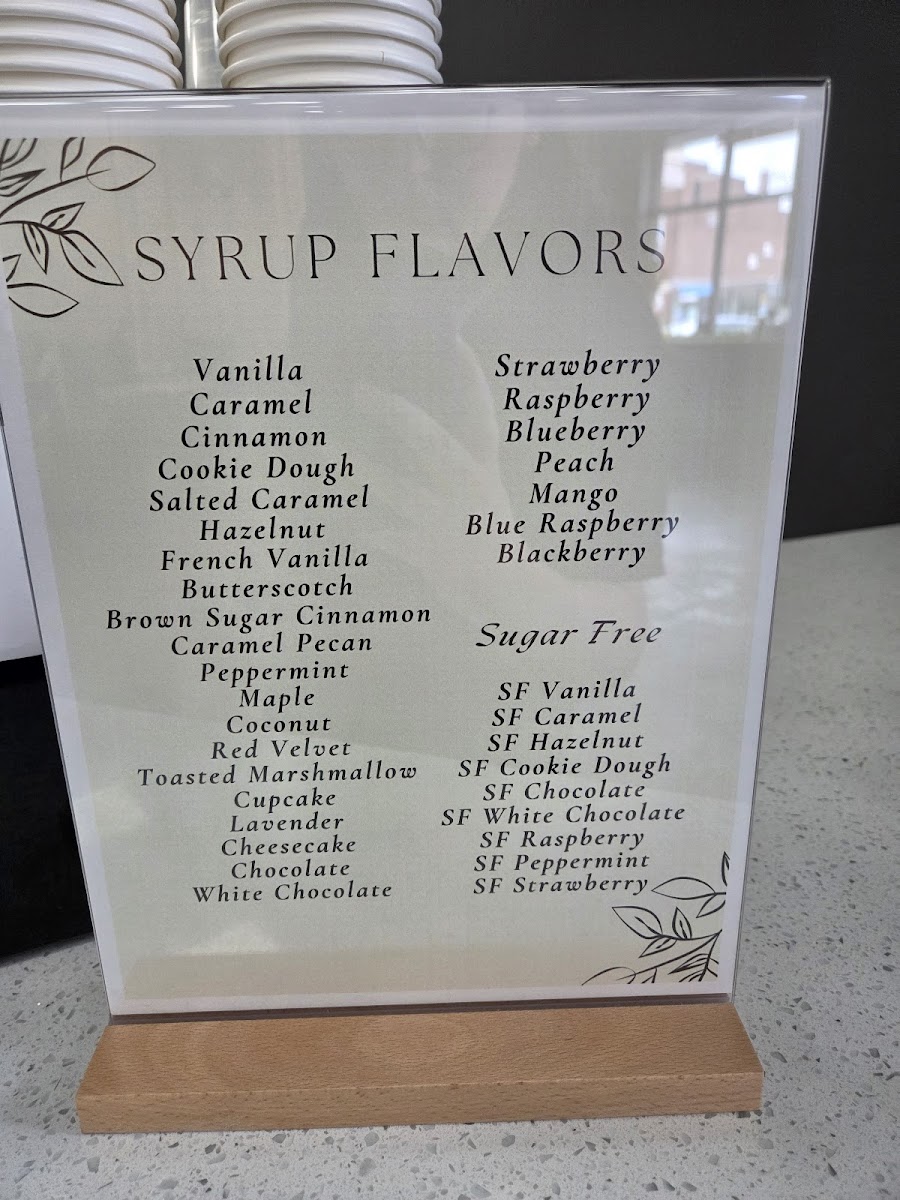 SYRUP FLAVORS
Vanilla
Caramel
Cinnamon
Cookie Dough
Salted Caramel
Hazelnut
French Vanilla
Butterscotch
Brown Sugar Cinnamon
Caramel Pecan
Peppermint
Maple
Coconut
Red Velvet
Toasted Marshmallow
Cupcake
Lavender
Cheesecake
Chocolate
White Chocolate
Strawberry
Raspberry
Blueberry
Peach
Mango
Blue Raspberry
Blackberry
Sugar Free
SF Vanilla
SF Caramel
SF Hazelnut
SF Cookie Dough
SF Chocolate
SF White Chocolate
SF Raspberry
SF Peppermint
SF Strawberry